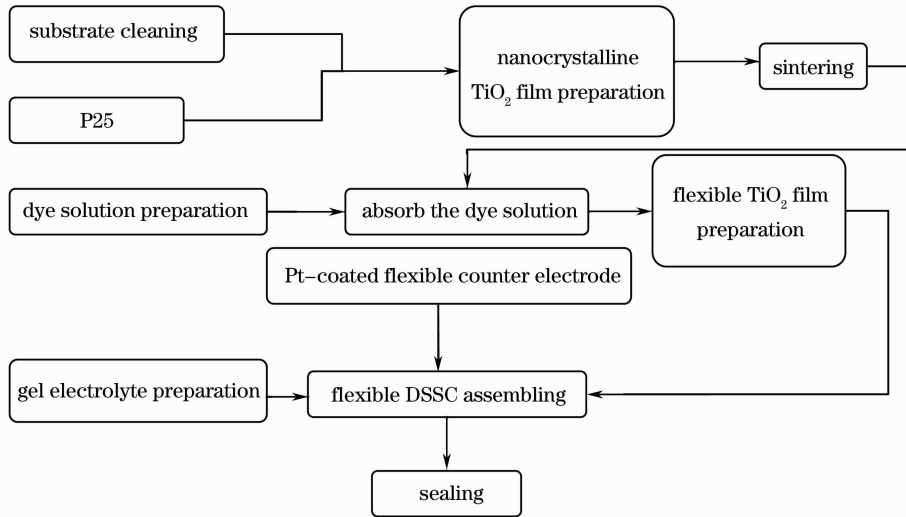 substrate cleaning
P25
nanocrystalline
TiO₂ film preparation
sintering
dye solution preparation
absorb the dye solution
flexible TiO₂ film
preparation
Pt−coated flexible counter electrode
gel electrolyte preparation
flexible DSSC assembling
sealing